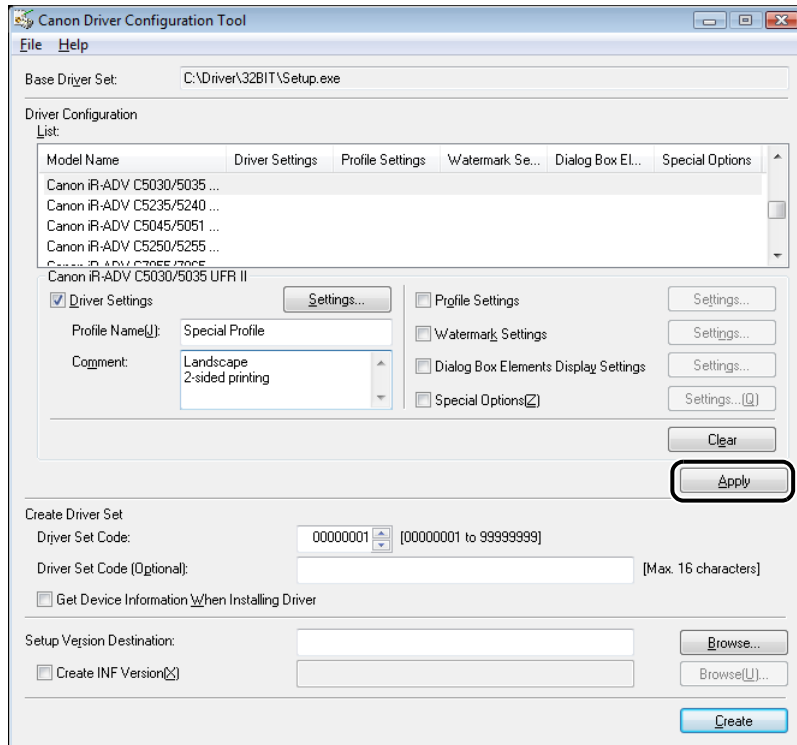 Canon Driver Configuration Tool
File Help
Base Driver Set: C:\Driver\32BIT\Setup.exe
Driver Configuration
List:
Model Name Driver Settings Profile Settings Watermark Se... Dialog Box El... Special Options
Canon iR-ADV C5030/5035 ...
Canon iR-ADV C5235/5240 ...
Canon iR-ADV C5045/5051 ...
Canon iR-ADV C5250/5255 ...
Canon iR-ADV C5030/5035 UFR II
Driver Settings Settings... Profile Settings Settings...
Profile Name(J): Special Profile Watermark Settings Settings...
Comment: Landscape Dialog Box Elements Display Settings Settings...
2-sided printing
Special Options(Z) Settings...(Q)
Clear
Apply
Create Driver Set
Driver Set Code: 00000001 [00000001 to 99999999]
Driver Set Code (Optional): [Max. 16 characters]
Get Device Information When Installing Driver
Setup Version Destination: Browse...
Create INF Version(X) Browse(U)...
Create